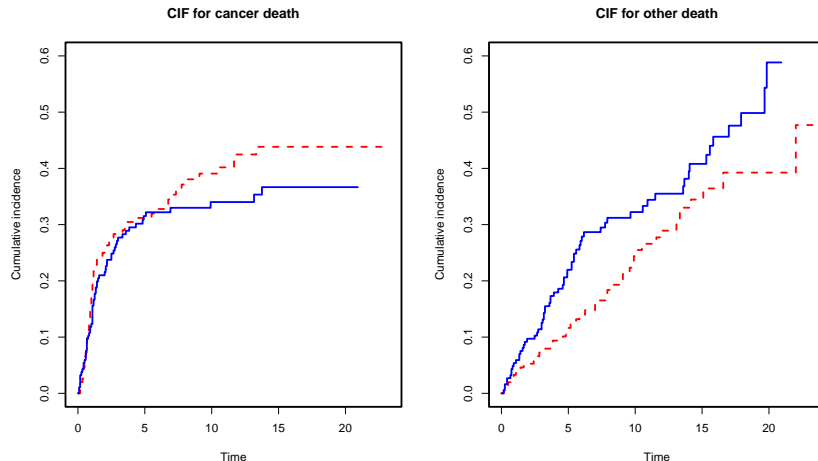 CIF for cancer death
CIF for other death
Cumulative incidence
0.0 0.1 0.2 0.3 0.4 0.5 0.6
0 5 10 15 20
Time
Cumulative inciddence
0.0 0.1 0.2 0.3 0.4 0.5 0.6
0 5 10 15 20
Time